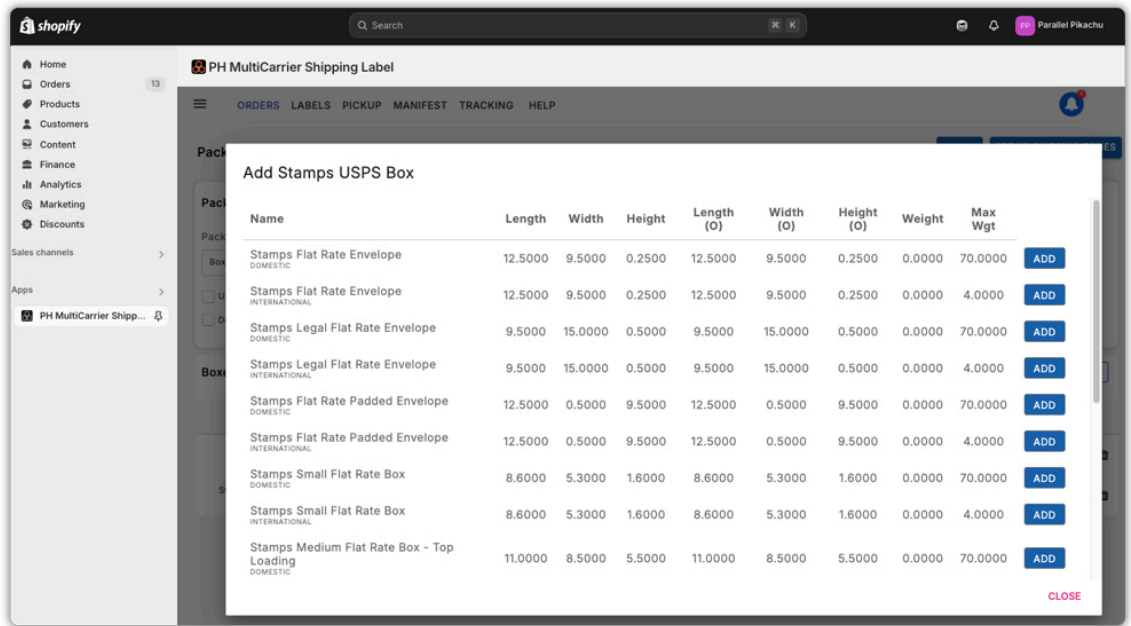 shopify
Search
⌘ K
PP Parallel Pikachu
Home
Orders 13
Products
Customers
Content
Finance
Analytics
Marketing
Discounts
Sales channels
Apps
PH MultiCarrier Shipp...
PH MultiCarrier Shipping Label
ORDERS LABELS PICKUP MANIFEST TRACKING HELP
Add Stamps USPS Box
Name Length Width Height Length (O) Width (O) Height (O) Weight Max Wgt
Stamps Flat Rate Envelope 12.5000 9.5000 0.2500 12.5000 9.5000 0.2500 0.0000 70.0000 ADD
DOMESTIC
Stamps Flat Rate Envelope 12.5000 9.5000 0.2500 12.5000 9.5000 0.2500 0.0000 4.0000 ADD
INTERNATIONAL
Stamps Legal Flat Rate Envelope 9.5000 15.0000 0.5000 9.5000 15.0000 0.5000 0.0000 70.0000 ADD
DOMESTIC
Stamps Legal Flat Rate Envelope 9.5000 15.0000 0.5000 9.5000 15.0000 0.5000 0.0000 4.0000 ADD
INTERNATIONAL
Stamps Flat Rate Padded Envelope 12.5000 0.5000 9.5000 12.5000 0.5000 9.5000 0.0000 70.0000 ADD
DOMESTIC
Stamps Flat Rate Padded Envelope 12.5000 0.5000 9.5000 12.5000 0.5000 9.5000 0.0000 4.0000 ADD
INTERNATIONAL
Stamps Small Flat Rate Box 8.6000 5.3000 1.6000 8.6000 5.3000 1.6000 0.0000 70.0000 ADD
DOMESTIC
Stamps Small Flat Rate Box 8.6000 5.3000 1.6000 8.6000 5.3000 1.6000 0.0000 4.0000 ADD
INTERNATIONAL
Stamps Medium Flat Rate Box - Top
Loading 11.0000 8.5000 5.5000 11.0000 8.5000 5.5000 0.0000 70.0000 ADD
DOMESTIC
CLOSE